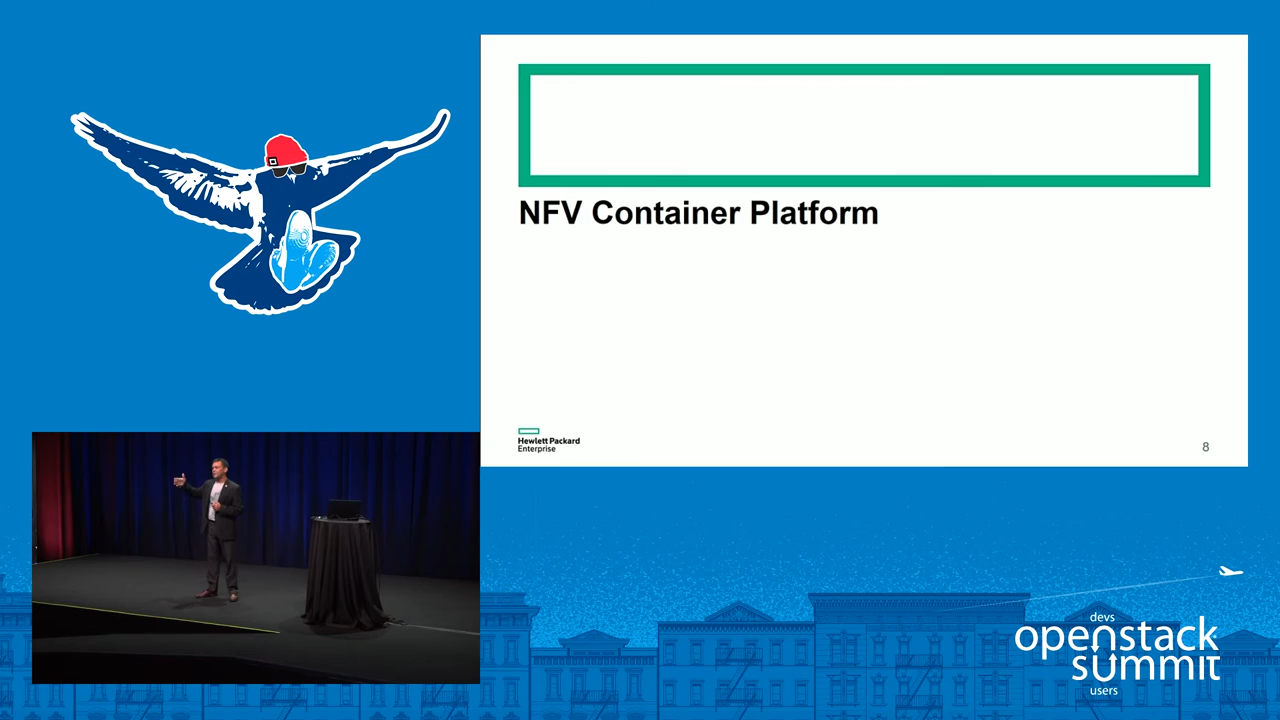 NFV Container Platform
Hewlett Packard
Enterprise
8
devs
openstack
summit
users